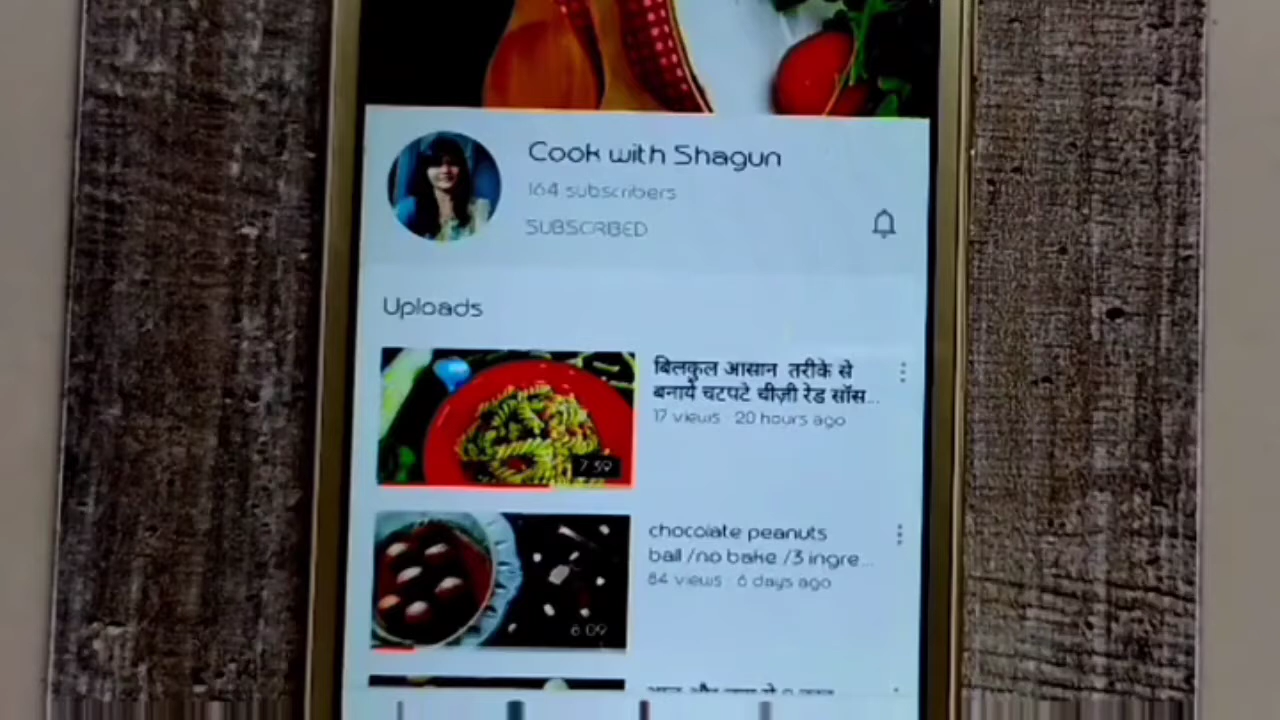 Cook with Shagun
164 subscribers
SUBSCRIBED
Uploads
बिलकुल आसान तरीके से
बनायें चटपटे चीज़ी रेड सॉस...
17 views · 20 hours ago
7:59
chocolate peanuts
ball /no bake /3 ingre...
84 views · 6 days ago
6:09